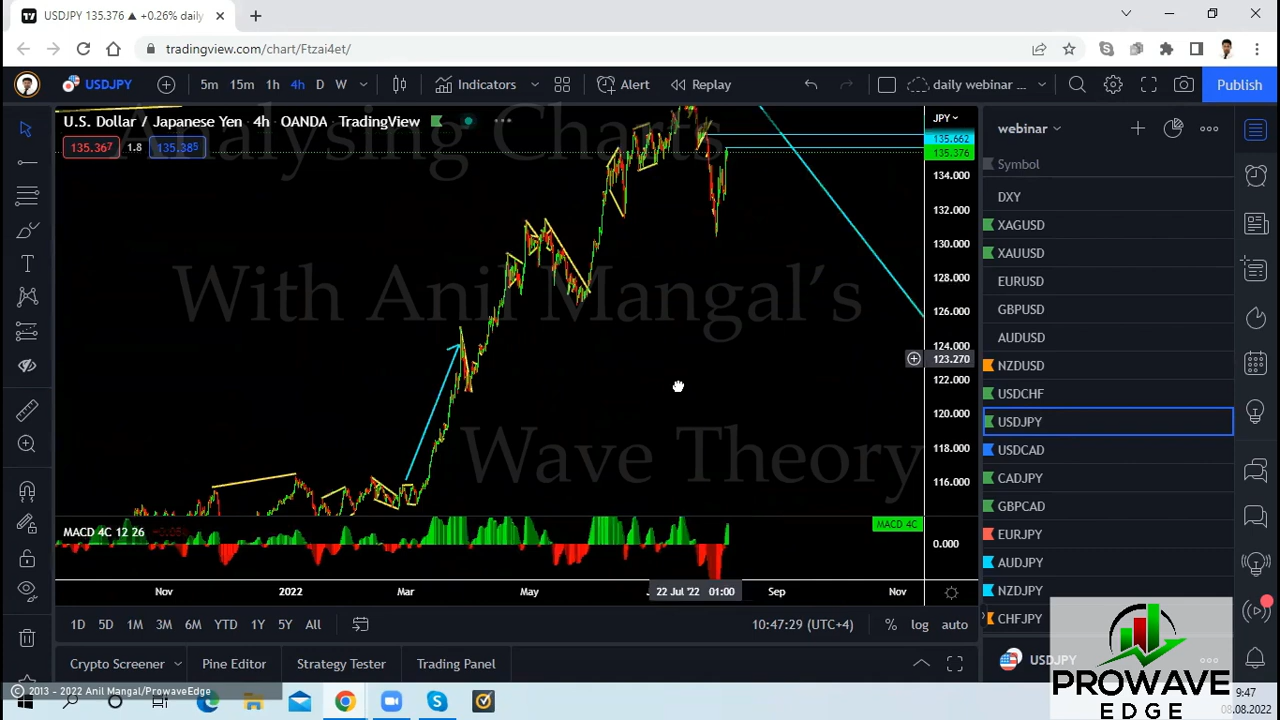 USDJPY 135.376 ▲ +0.26% daily
tradingview.com/chart/Ftzai4et/
USDJPY 5m 15m 1h 4h D W Indicators Alert Replay daily webinar ... Publish
Analysing Charts
U.S. Dollar / Japanese Yen · 4h · OANDA · TradingView
135.367 1.8 135.385
With Anil Mangal´s
Wave Theory
JPY
135.662
135.376
134.000
132.000
130.000
128.000
126.000
124.000
123.270
122.000
120.000
118.000
116.000
MACD 4C 12 26
MACD 4C
0.000
Nov 2022 Mar May 22 Jul '22 01:00 Sep Nov
1D 5D 1M 3M 6M YTD 1Y 5Y All 10:47:29 (UTC+4) % log auto
Crypto Screener Pine Editor Strategy Tester Trading Panel
webinar
Symbol
DXY
XAGUSD
XAUUSD
EURUSD
GBPUSD
AUDUSD
NZDUSD
USDCHF
USDJPY
USDCAD
CADJPY
GBPCAD
EURJPY
AUDJPY
NZDJPY
CHFJPY
USDJPY
© 2013 - 2022 Anil Mangal/ProwaveEdge
PROWAVE
EDGE
9:47
08.08.2022